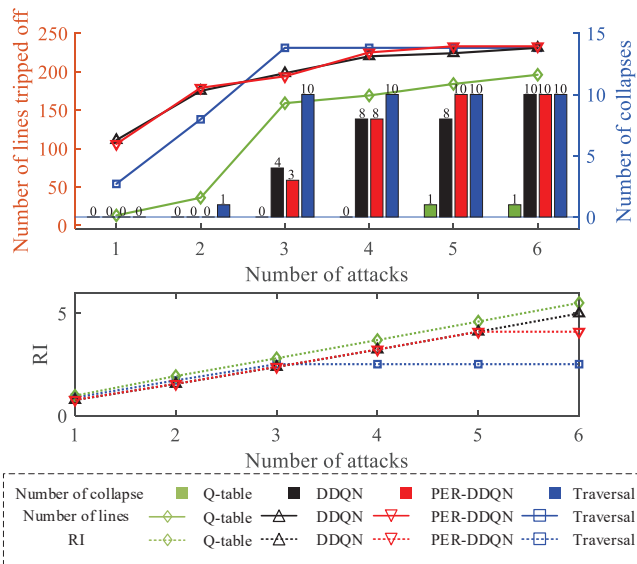 250
200
150
100
50
0
Number of lines tripped off
15
10
5
0
Number of collapses
0 0 0 0
0 0 0 1
0 4 3 10
0 8 8 10
1 8 10 10
1 10 10 10
1 2 3 4 5 6
Number of attacks
5
0
RI
1 2 3 4 5 6
Number of attacks
Number of collapse Q-table DDQN PER-DDQN Traversal
Number of lines Q-table DDQN PER-DDQN Traversal
RI Q-table DDQN PER-DDQN Traversal